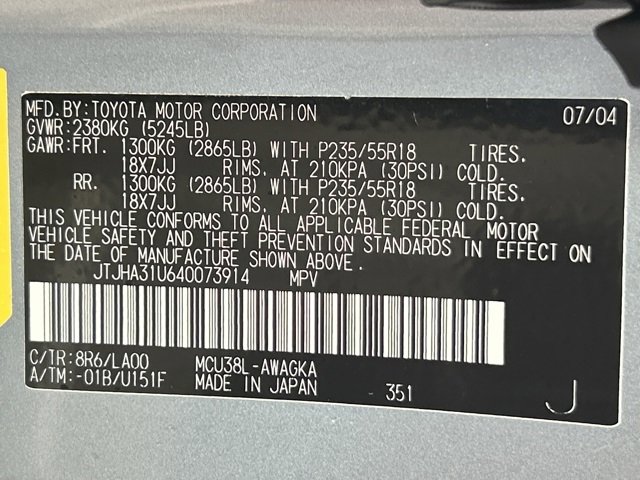 MFD.BY:TOYOTA MOTOR CORPORATION 07/04
GVWR:2380KG (5245LB)
GAWR:FRT. 1300KG (2865LB) WITH P235/55R18 TIRES.
18X7JJ RIMS. AT 210KPA (30PSI) COLD.
RR. 1300KG (2865LB) WITH P235/55R18 TIRES.
18X7JJ RIMS. AT 210KPA (30PSI) COLD.
THIS VEHICLE CONFORMS TO ALL APPLICABLE FEDERAL MOTOR
VEHICLE SAFETY AND THEFT PREVENTION STANDARDS IN EFFECT ON
THE DATE OF MANUFACTURE SHOWN ABOVE.
JTJHA31U640073914 MPV
C/TR:8R6/LA00 MCU38L-AWAGKA
A/TM:-01B/U151F MADE IN JAPAN 351 J